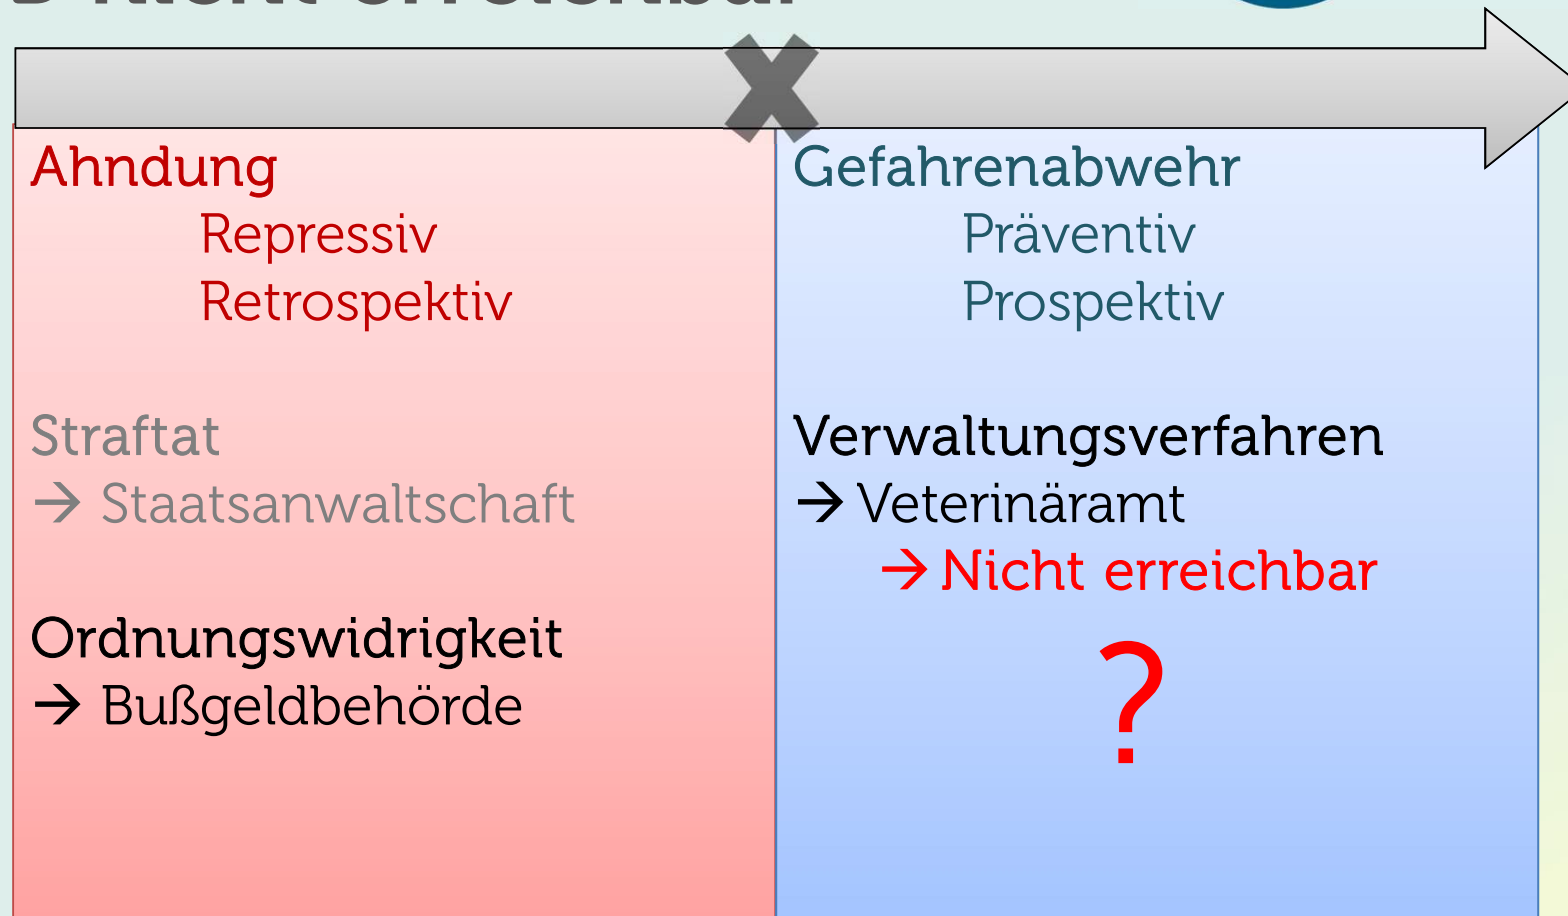 Ahndung
Repressiv
Retrospektiv
Straftat
→ Staatsanwaltschaft
Ordnungswidrigkeit
→ Bußgeldbehörde
Gefahrenabwehr
Präventiv
Prospektiv
Verwaltungsverfahren
→ Veterinäramt
→ Nicht erreichbar
?